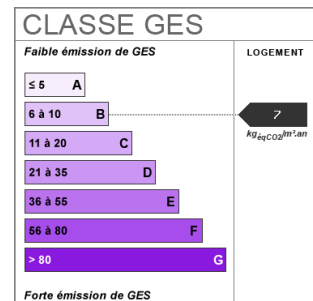 CLASSE GES
Faible émission de GES
LOGEMENT
≤ 5 A
6 à 10 B
7
kgéqCO2/m².an
11 à 20 C
21 à 35 D
36 à 55 E
56 à 80 F
> 80 G
Forte émission de GES